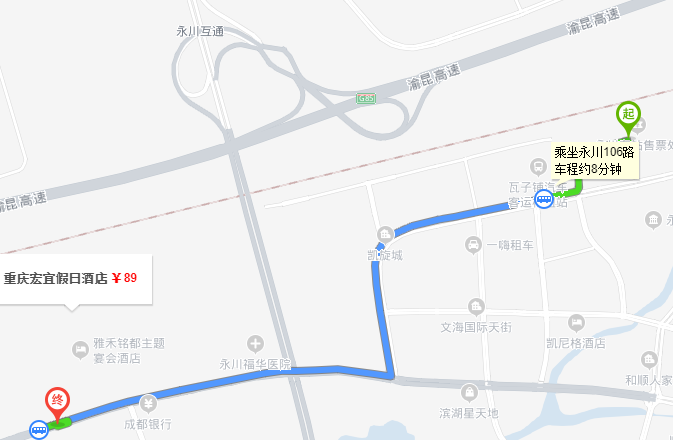 永川互通
渝昆高速
渝昆高速
G85
起
售票处
乘坐永川106路
车程约8分钟
瓦子铺汽车
客运
站
渝昆高速
一嗨租车
凯旋城
重庆宏宜假日酒店 ¥89
文海国际天街
雅禾铭都主题
宴会酒店
永川福华医院
凯尼格酒店
和顺人家
终
成都银行
滨湖星天地